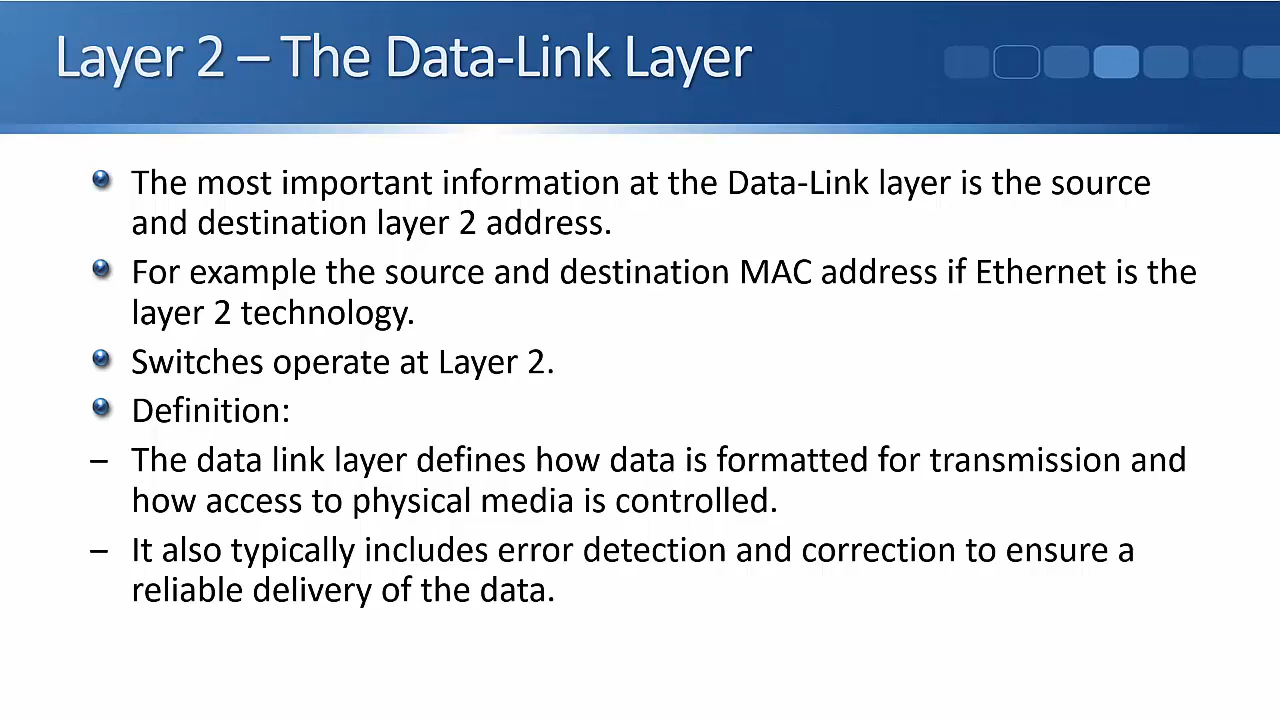 Layer 2 – The Data-Link Layer
The most important information at the Data-Link layer is the source
and destination layer 2 address.
For example the source and destination MAC address if Ethernet is the
layer 2 technology.
Switches operate at Layer 2.
Definition:
– The data link layer defines how data is formatted for transmission and
how access to physical media is controlled.
– It also typically includes error detection and correction to ensure a
reliable delivery of the data.